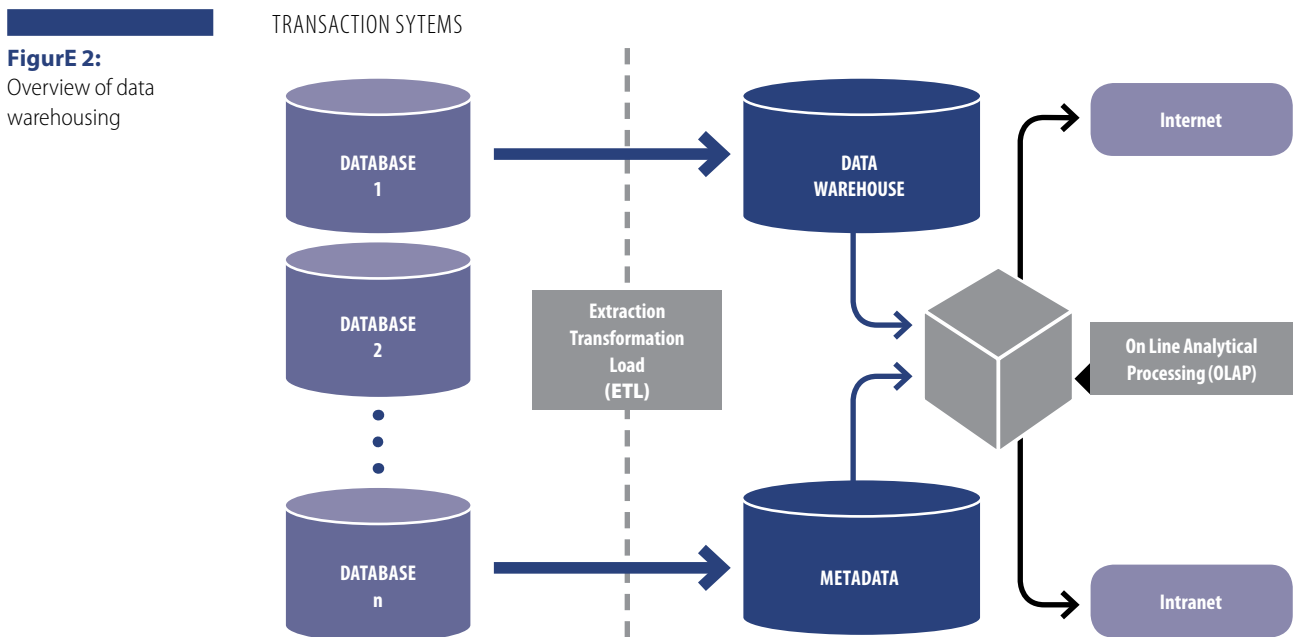 TRANSACTION SYTEMS
FigurE 2:
Overview of data
warehousing
DATABASE
1
DATABASE
2
DATABASE
n
Extraction
Transformation
Load
(ETL)
DATA
WAREHOUSE
METADATA
On Line Analytical
Processing (OLAP)
Internet
Intranet